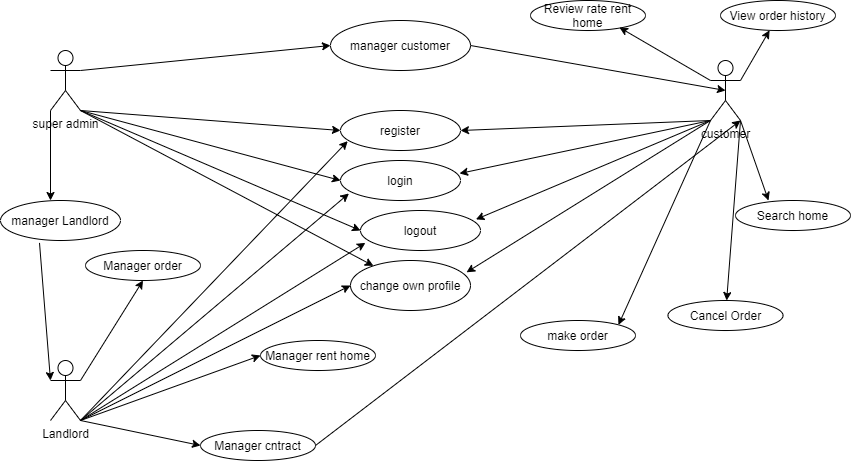 Review rate rent
home
View order history
manager customer
super admin
register
customer
login
manager Landlord
Search home
logout
Manager order
change own profile
Cancel Order
make order
Manager rent home
Landlord
Manager cntract